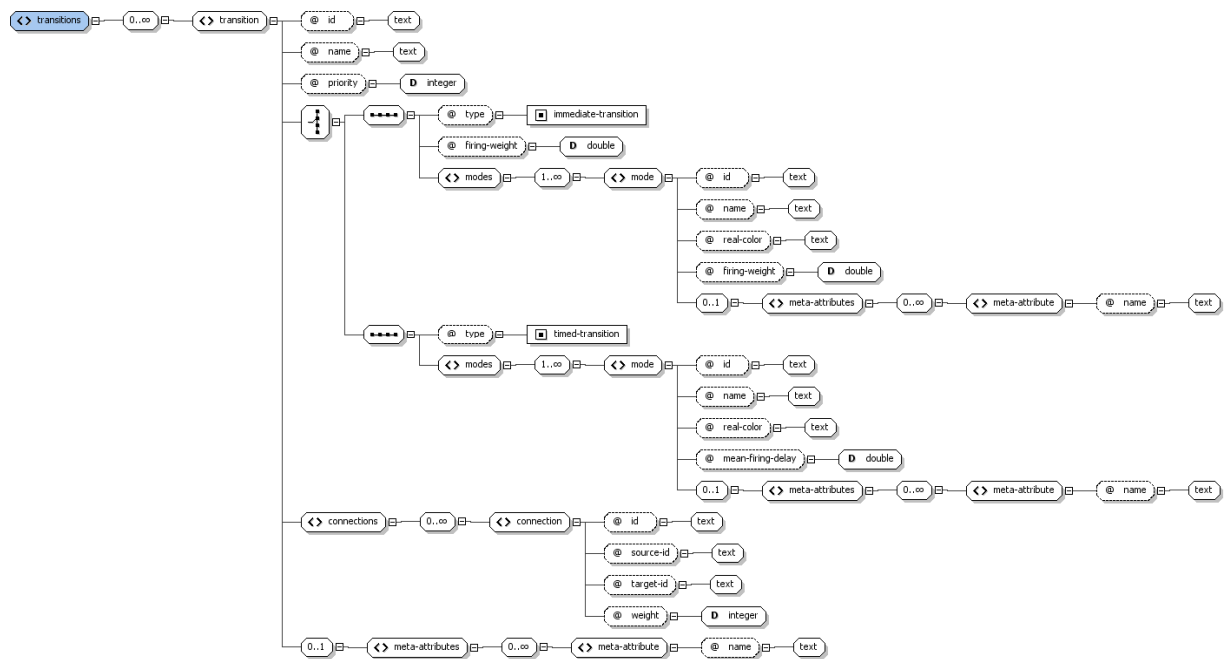 <> transitions 0..∞ <> transition @ id text
@ name text
@ priority D integer
@ type immediate-transition
@ firing-weight D double
<> modes 1..∞ <> mode @ id text
@ name text
@ real-color text
@ firing-weight D double
0..1 <> meta-attributes 0..∞ <> meta-attribute @ name text
@ type timed-transition
<> modes 1..∞ <> mode @ id text
@ name text
@ real-color text
@ mean-firing-delay D double
0..1 <> meta-attributes 0..∞ <> meta-attribute @ name text
<> connections 0..∞ <> connection @ id text
@ source-id text
@ target-id text
@ weight D integer
0..1 <> meta-attributes 0..∞ <> meta-attribute @ name text